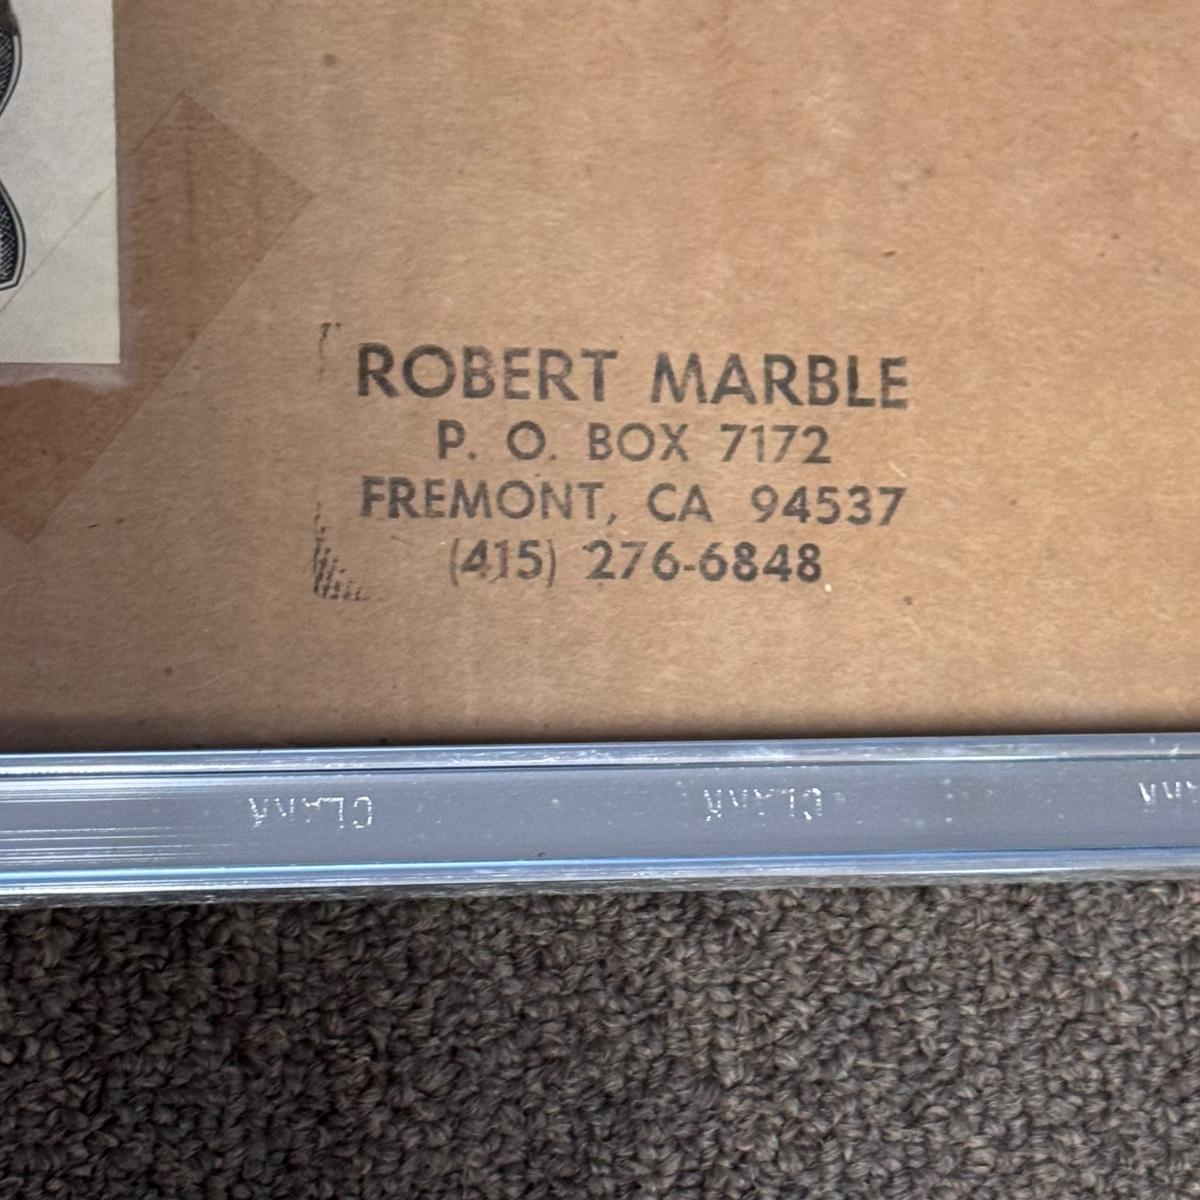 ROBERT MARBLE
P. O. BOX 7172
FREMONT, CA 94537
(415) 276-6848